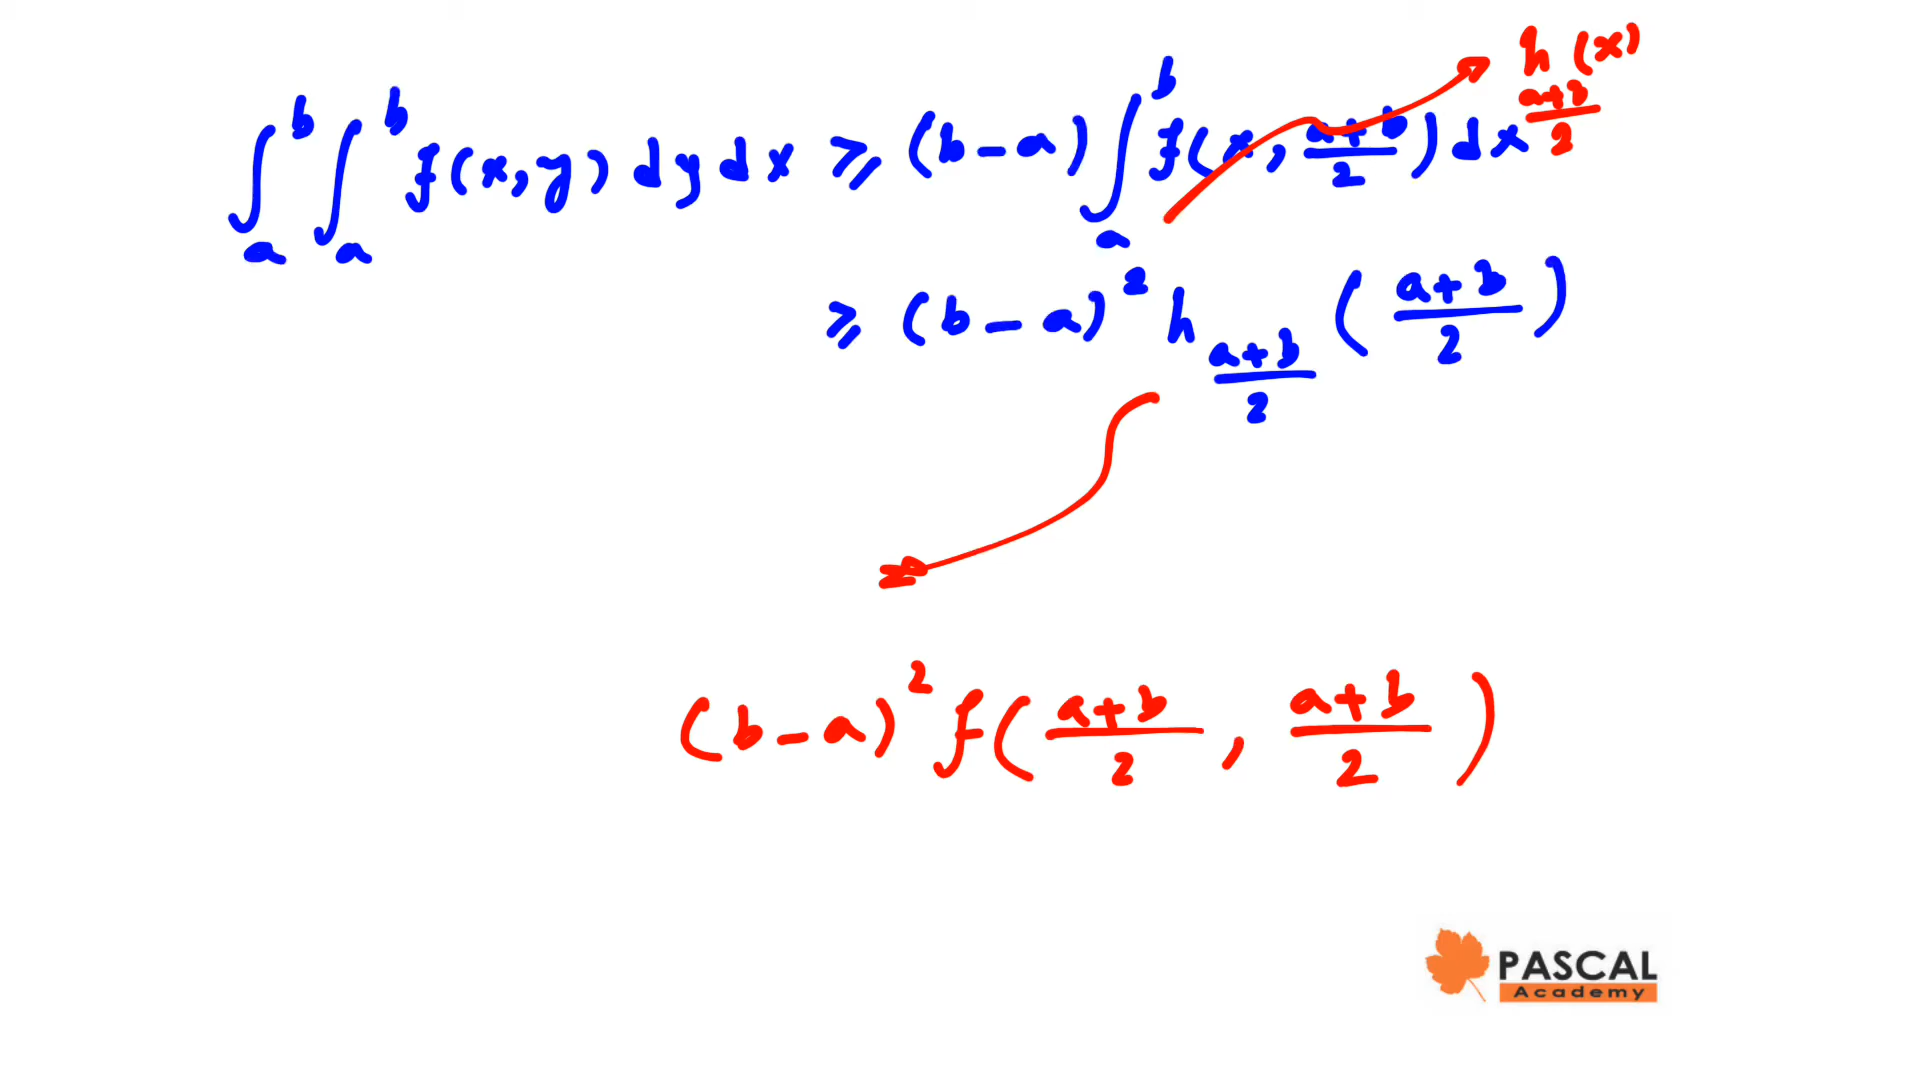 ∫_a^b ∫_a^b f(x,y) dy dx ≥ (b-a) ∫_a^b f(x, (a+b)/2) dx
h_{(a+b)/2} (x)
≥ (b-a)^2 h_{(a+b)/2} ((a+b)/2)
(b-a)^2 f((a+b)/2, (a+b)/2)
PASCAL
Academy